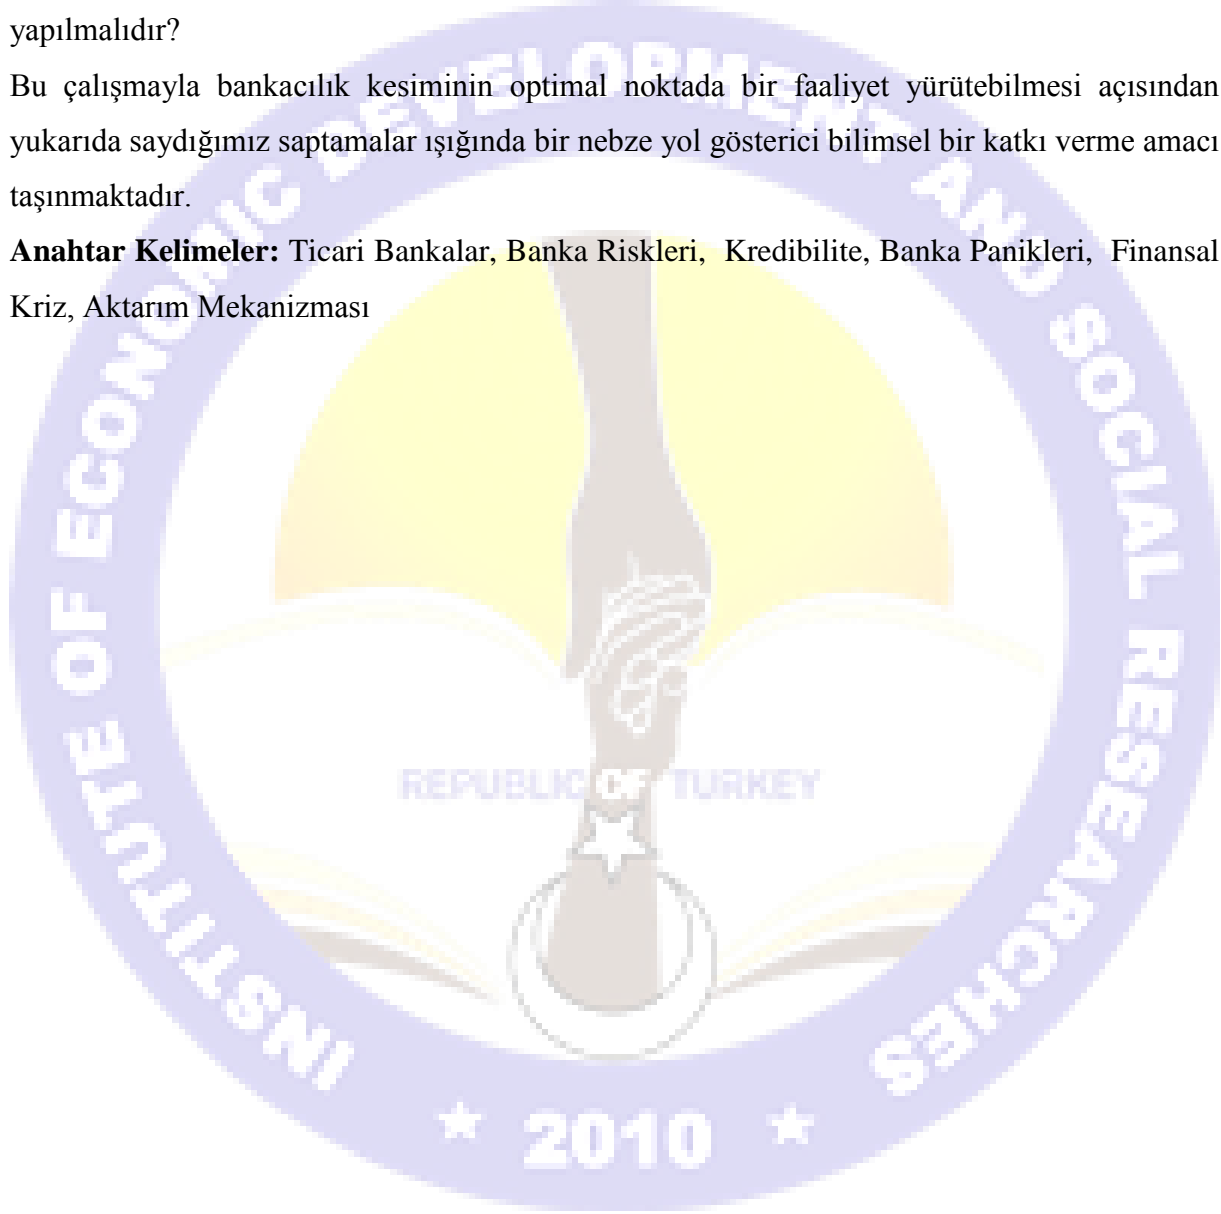 yapılmalıdır?
Bu çalışmayla bankacılık kesiminin optimal noktada bir faaliyet yürütebilmesi açısından
yukarıda saydığımız saptamalar ışığında bir nebze yol gösterici bilimsel bir katkı verme amacı
taşınmaktadır.
Anahtar Kelimeler: Ticari Bankalar, Banka Riskleri, Kredibilite, Banka Panikleri, Finansal
Kriz, Aktarım Mekanizması
INSTITUTE OF ECONOMIC DEVELOPMENT AND SOCIAL RESEARCHES
REPUBLIC OF TURKEY
* 2010 *